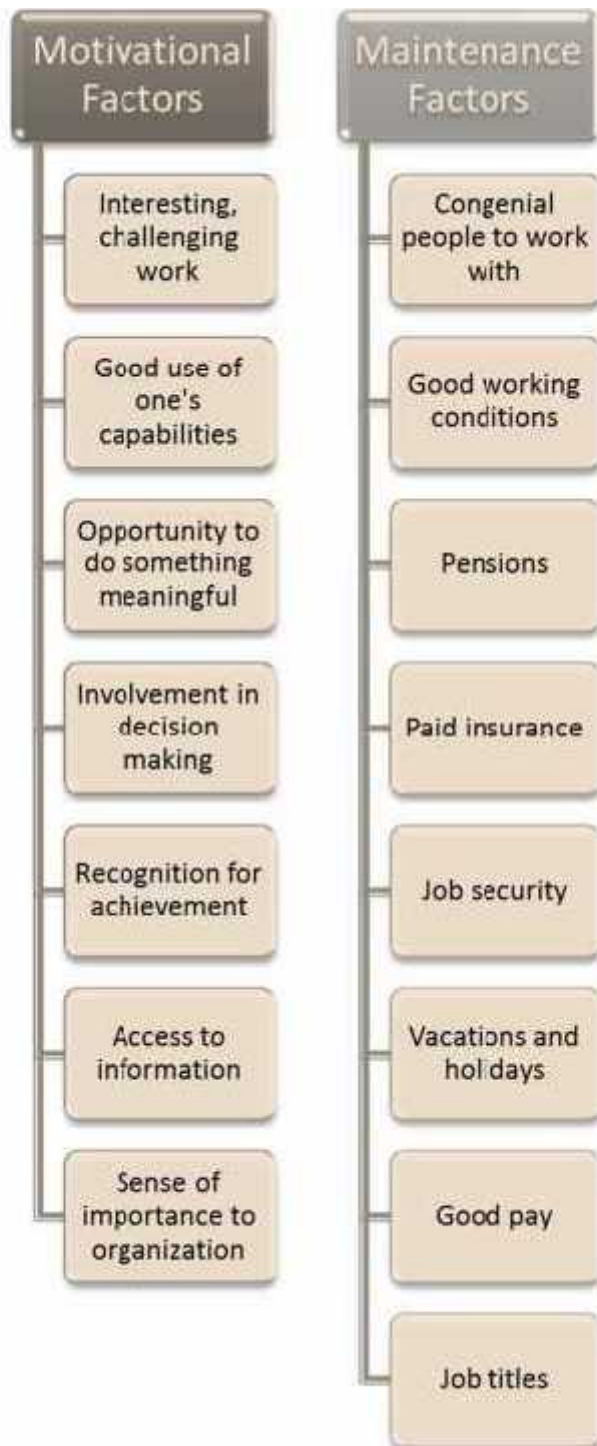 Motivational
Factors
Interesting,
challenging
work
Good use of
one's
capabilities
Opportunity to
do something
meaningful
Involvement in
decision
making
Recognition for
achievement
Access to
information
Sense of
importance to
organization
Maintenance
Factors
Congenial
people to work
with
Good working
conditions
Pensions
Paid insurance
Job security
Vacations and
holidays
Good pay
Job titles